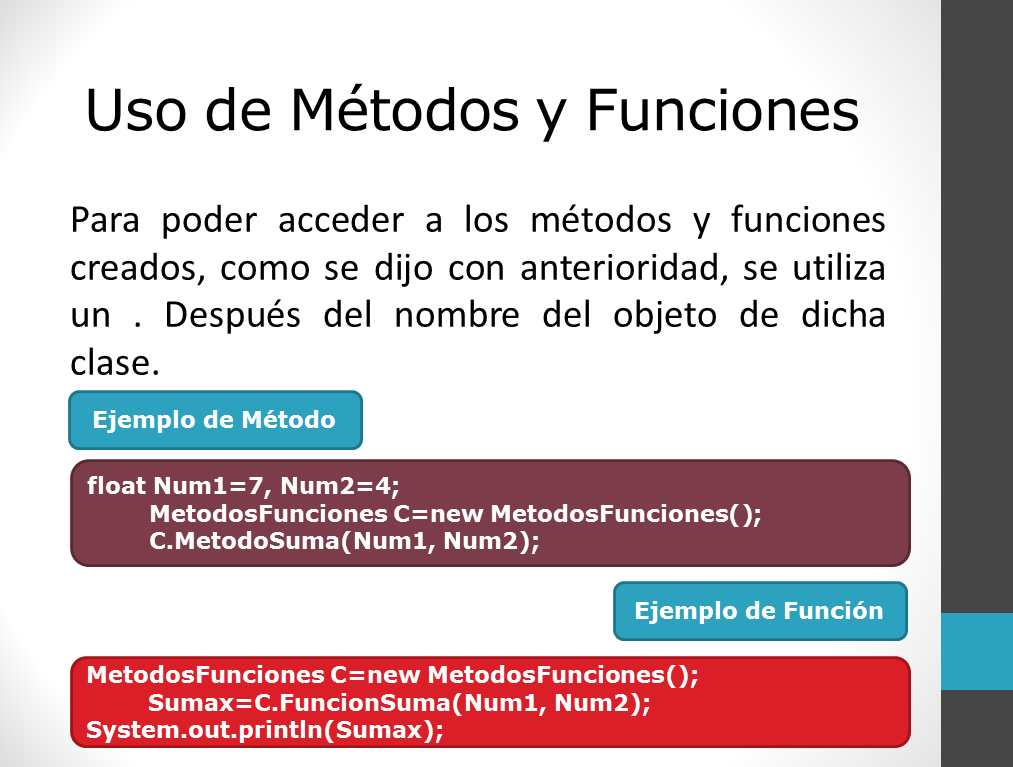 Uso de Métodos y Funciones
Para poder acceder a los métodos y funciones
creados, como se dijo con anterioridad, se utiliza
un . Después del nombre del objeto de dicha
clase.
Ejemplo de Método
float Num1=7, Num2=4;
MetodosFunciones C=new MetodosFunciones();
C.MetodoSuma(Num1, Num2);
Ejemplo de Función
MetodosFunciones C=new MetodosFunciones();
Sumax=C.FuncionSuma(Num1, Num2);
System.out.println(Sumax);